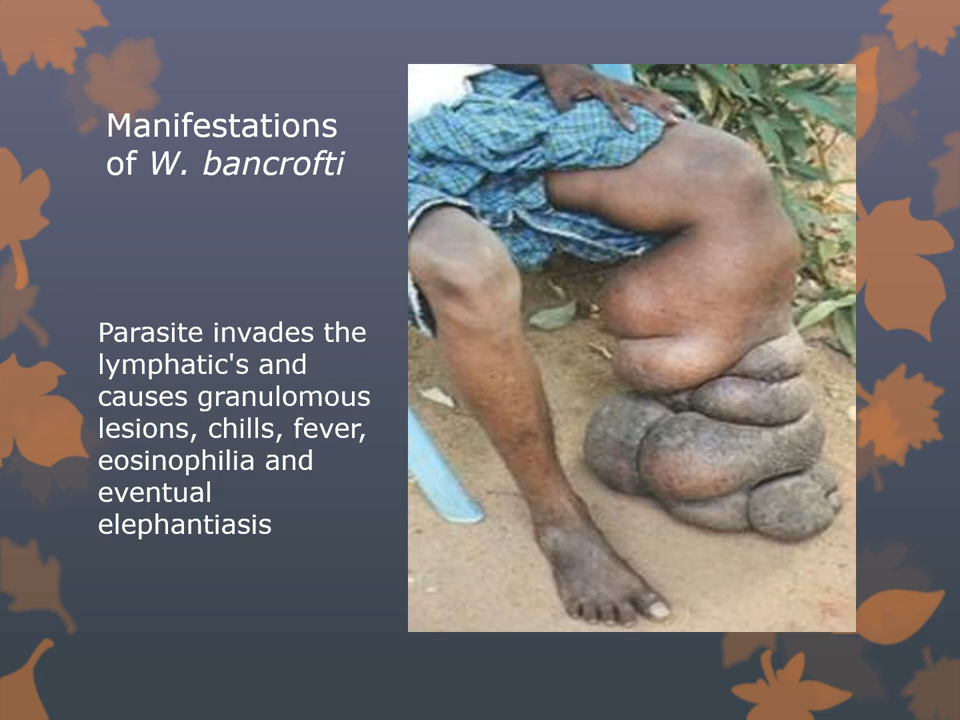 Manifestations
of W. bancrofti
Parasite invades the
lymphatic's and
causes granulomous
lesions, chills, fever,
eosinophilia and
eventual
elephantiasis